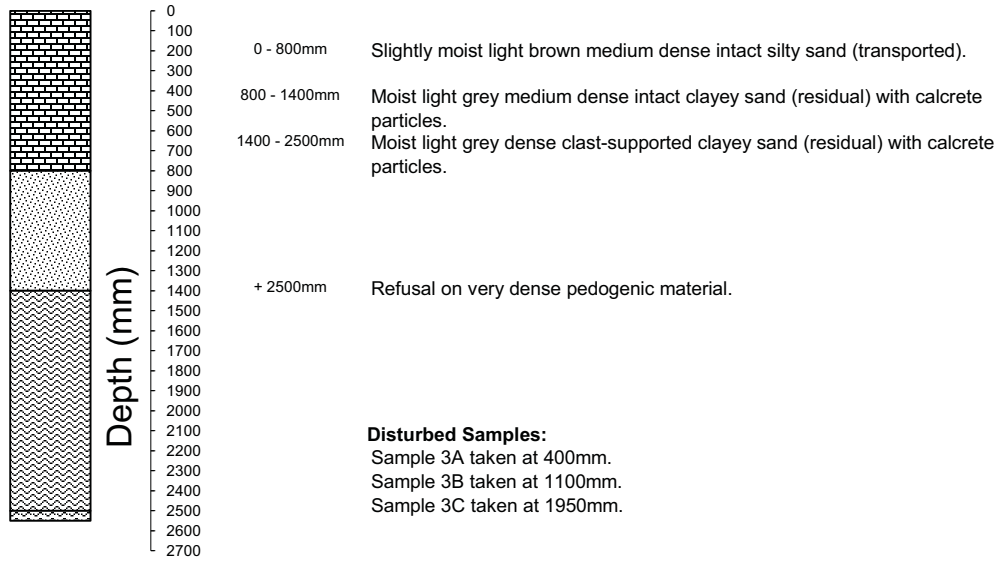 0
100
200
300
400
500
600
700
800
900
1000
1100
1200
1300
1400
1500
1600
1700
1800
1900
2000
2100
2200
2300
2400
2500
2600
2700
Depth (mm)
0 - 800mm Slightly moist light brown medium dense intact silty sand (transported).
800 - 1400mm Moist light grey medium dense intact clayey sand (residual) with calcrete
particles.
1400 - 2500mm Moist light grey dense clast-supported clayey sand (residual) with calcrete
particles.
+ 2500mm Refusal on very dense pedogenic material.
Disturbed Samples:
Sample 3A taken at 400mm.
Sample 3B taken at 1100mm.
Sample 3C taken at 1950mm.